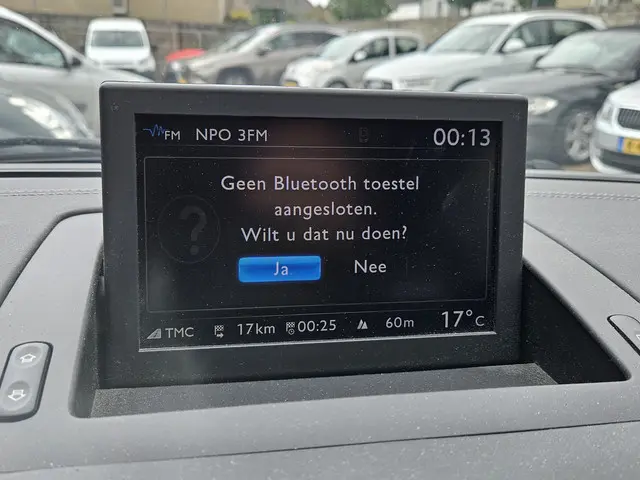 FM NPO 3FM 00:13
Geen Bluetooth toestel
aangesloten.
Wilt u dat nu doen?
?
Ja Nee
TMC 17km 00:25 60m 17°C